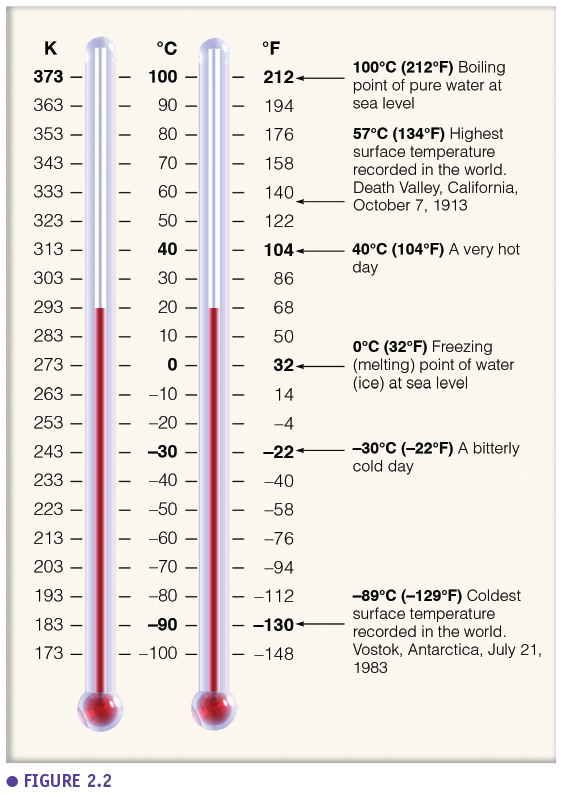 K °C °F
373 100 212
363 90 194
353 80 176
343 70 158
333 60 140
323 50 122
313 40 104
303 30 86
293 20 68
283 10 50
273 0 32
263 –10 14
253 –20 –4
243 –30 –22
233 –40 –40
223 –50 –58
213 –60 –76
203 –70 –94
193 –80 –112
183 –90 –130
173 –100 –148
100°C (212°F) Boiling
point of pure water at
sea level
57°C (134°F) Highest
surface temperature
recorded in the world.
Death Valley, California,
October 7, 1913
40°C (104°F) A very hot
day
0°C (32°F) Freezing
(melting) point of water
(ice) at sea level
–30°C (–22°F) A bitterly
cold day
–89°C (–129°F) Coldest
surface temperature
recorded in the world.
Vostok, Antarctica, July 21,
1983
● FIGURE 2.2